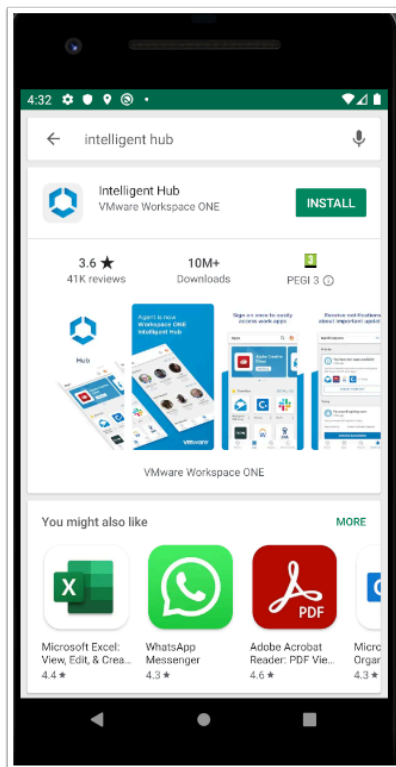 4:32
intelligent hub
Intelligent Hub
VMware Workspace ONE
INSTALL
3.6 ★
41K reviews
10M+
Downloads
3
PEGI 3
Hub
Agent is now
Workspace ONE
Intelligent Hub
vmware
Sign on once to easily
access work apps
Receive notifications
about important
VMware Workspace ONE
You might also like
MORE
X
PDF
Microsoft Excel:
View, Edit, & Crea...
4.4 ★
WhatsApp
Messenger
4.3 ★
Adobe Acrobat
Reader: PDF Vie...
4.6 ★
Micro
Organ
4.3 ★